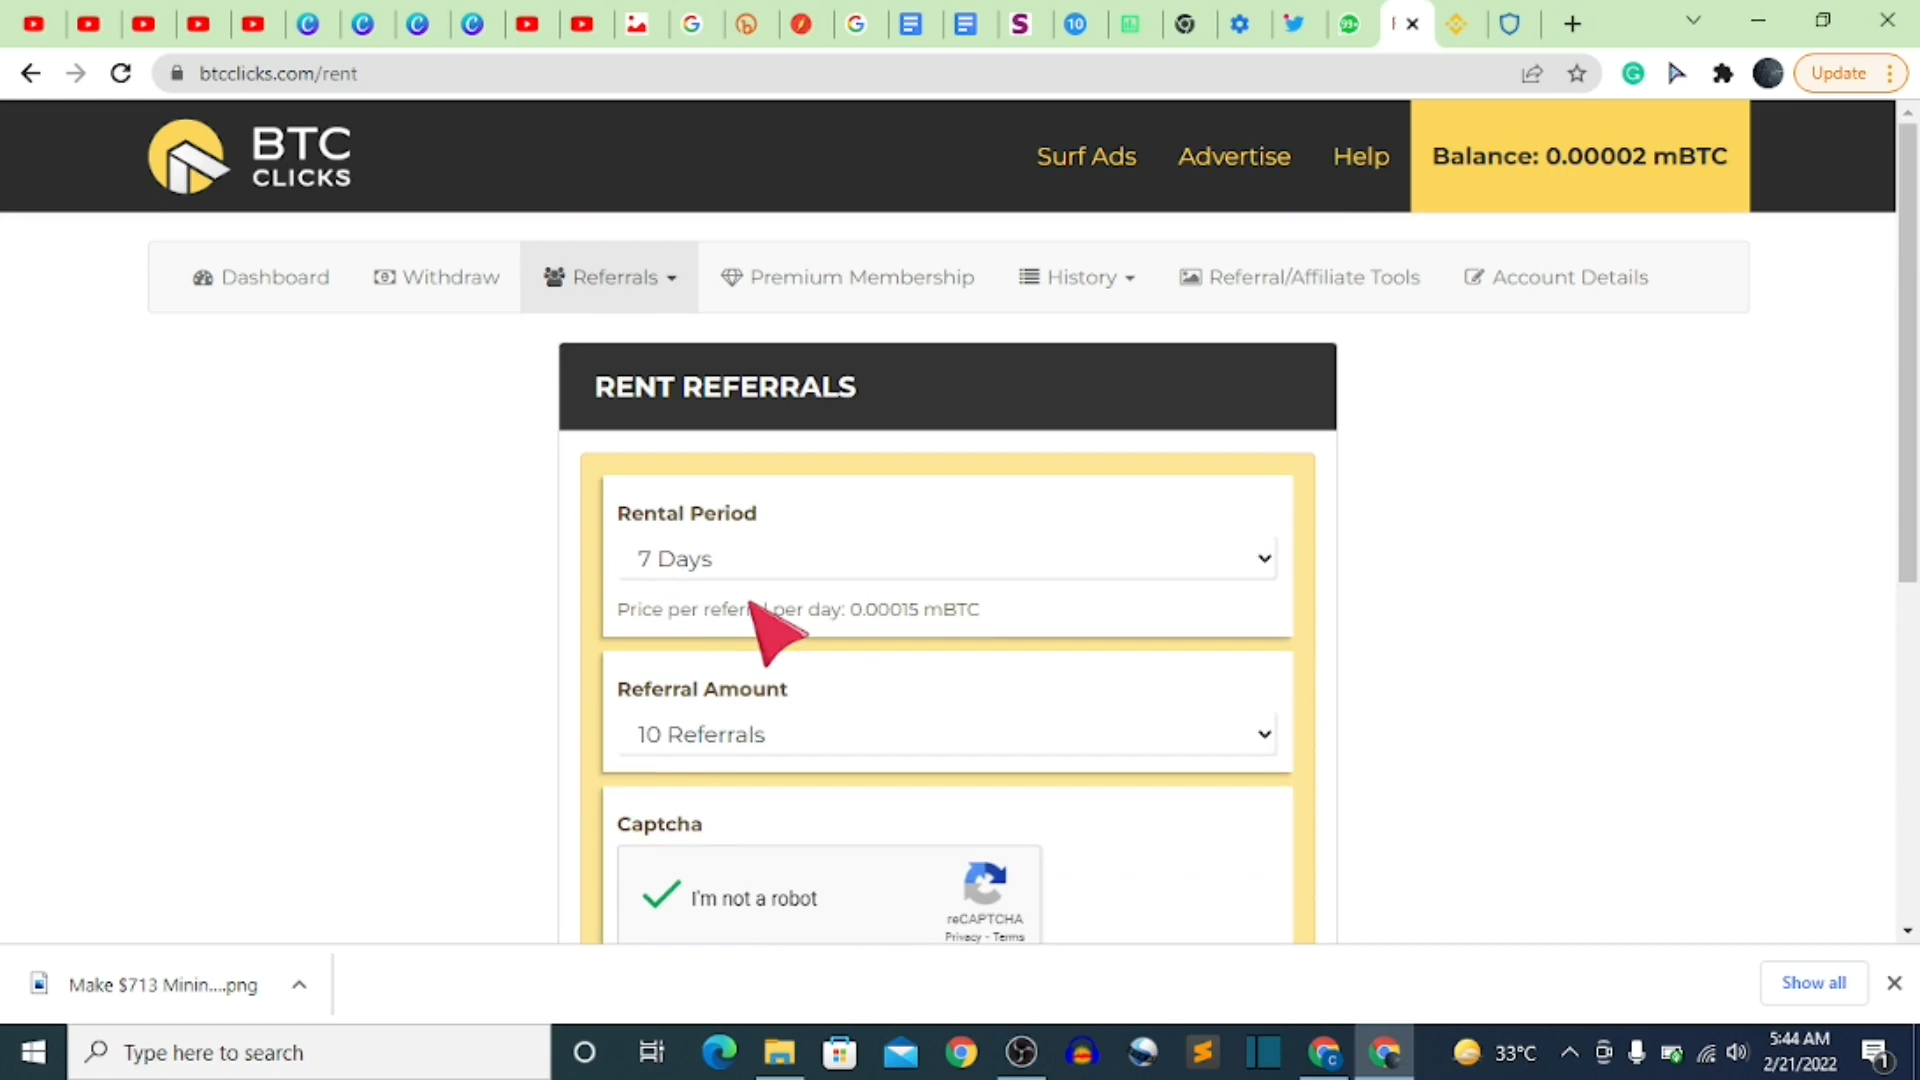 btcclicks.com/rent
Update
BTC
CLICKS
Surf Ads
Advertise
Help
Balance: 0.00002 mBTC
Dashboard
Withdraw
Referrals
Premium Membership
History
Referral/Affiliate Tools
Account Details
RENT REFERRALS
Rental Period
7 Days
Price per referral per day: 0.00015 mBTC
Referral Amount
10 Referrals
Captcha
I'm not a robot
reCAPTCHA
Privacy - Terms
Make $713 Minin....png
Show all
Type here to search
33°C
5:44 AM
2/21/2022
1